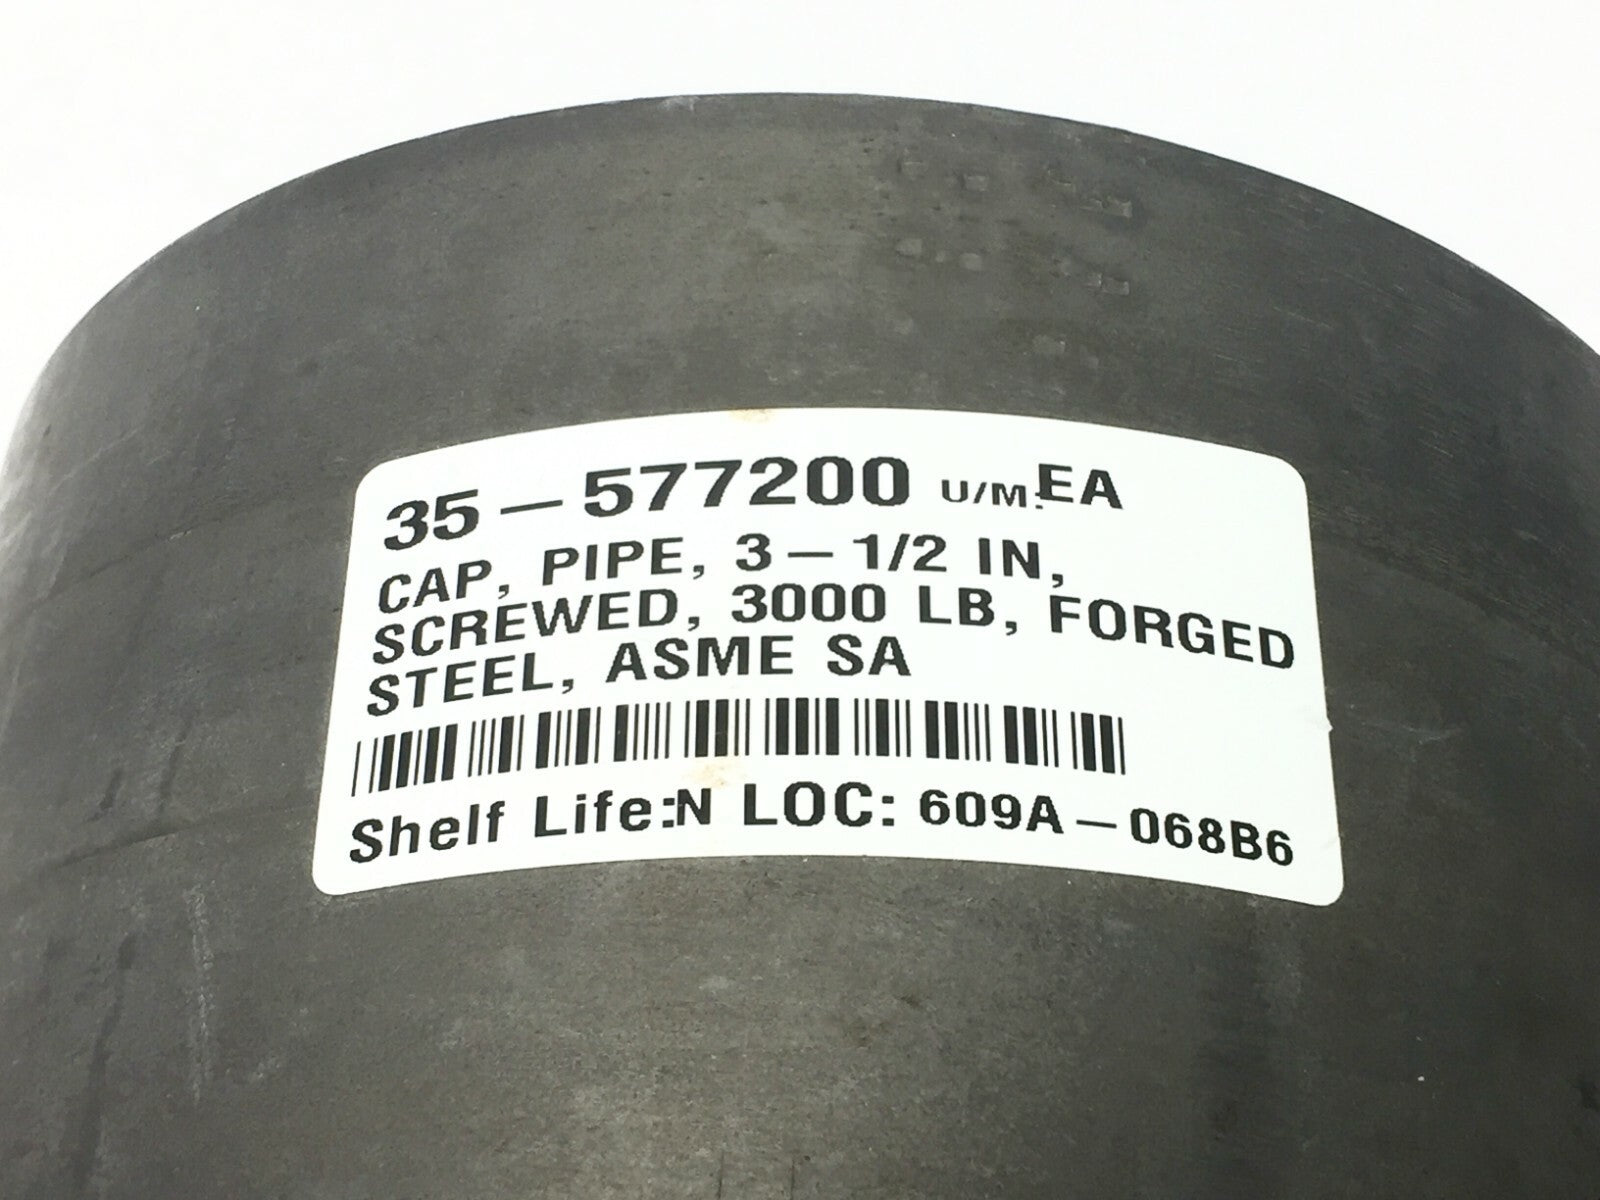 35-577200 U/M:EA
CAP, PIPE, 3-1/2 IN,
SCREWED, 3000 LB, FORGED
STEEL, ASME SA
Shelf Life:N LOC: 609A-068B6